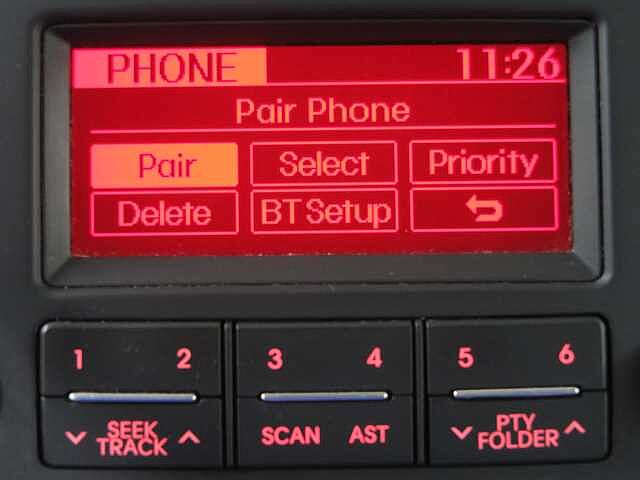 PHONE 11:26
Pair Phone
Pair Select Priority
Delete BT Setup
1 2 3 4 5 6
SEEK TRACK SCAN AST PTY FOLDER